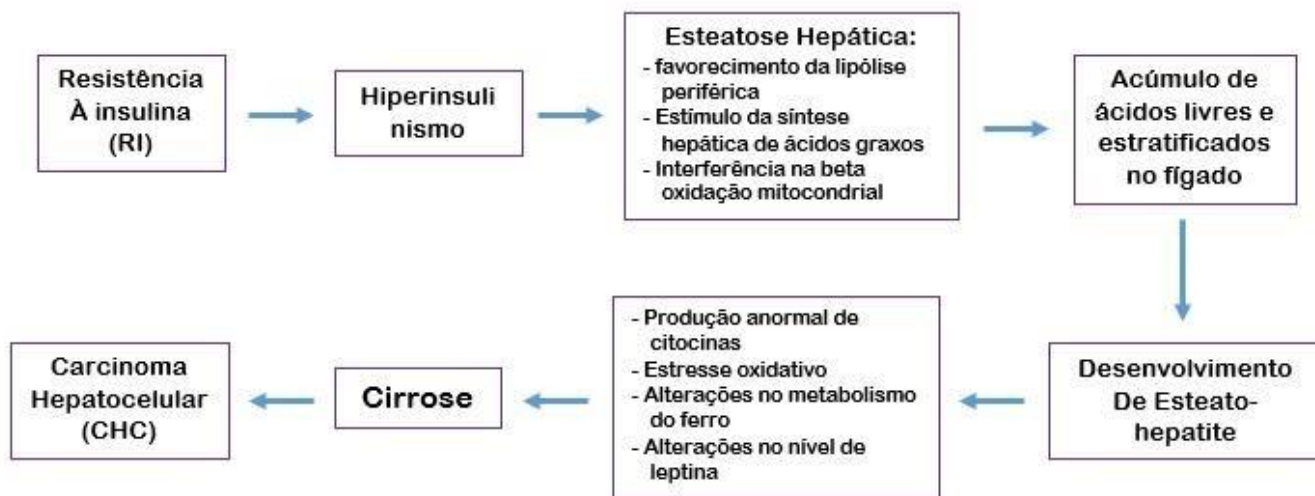 Resistência
À insulina
(RI)
Hiperinsuli
nismo
Esteatose Hepática:
- favorecimento da lipólise
periférica
- Estímulo da síntese
hepática de ácidos graxos
- Interferência na beta
oxidação mitocondrial
Acúmulo de
ácidos livres e
estratificados
no fígado
Desenvolvimento
De Esteato-
hepatite
- Produção anormal de
citocinas
- Estresse oxidativo
- Alterações no metabolismo
do ferro
- Alterações no nível de
leptina
Cirrose
Carcinoma
Hepatocelular
(CHC)